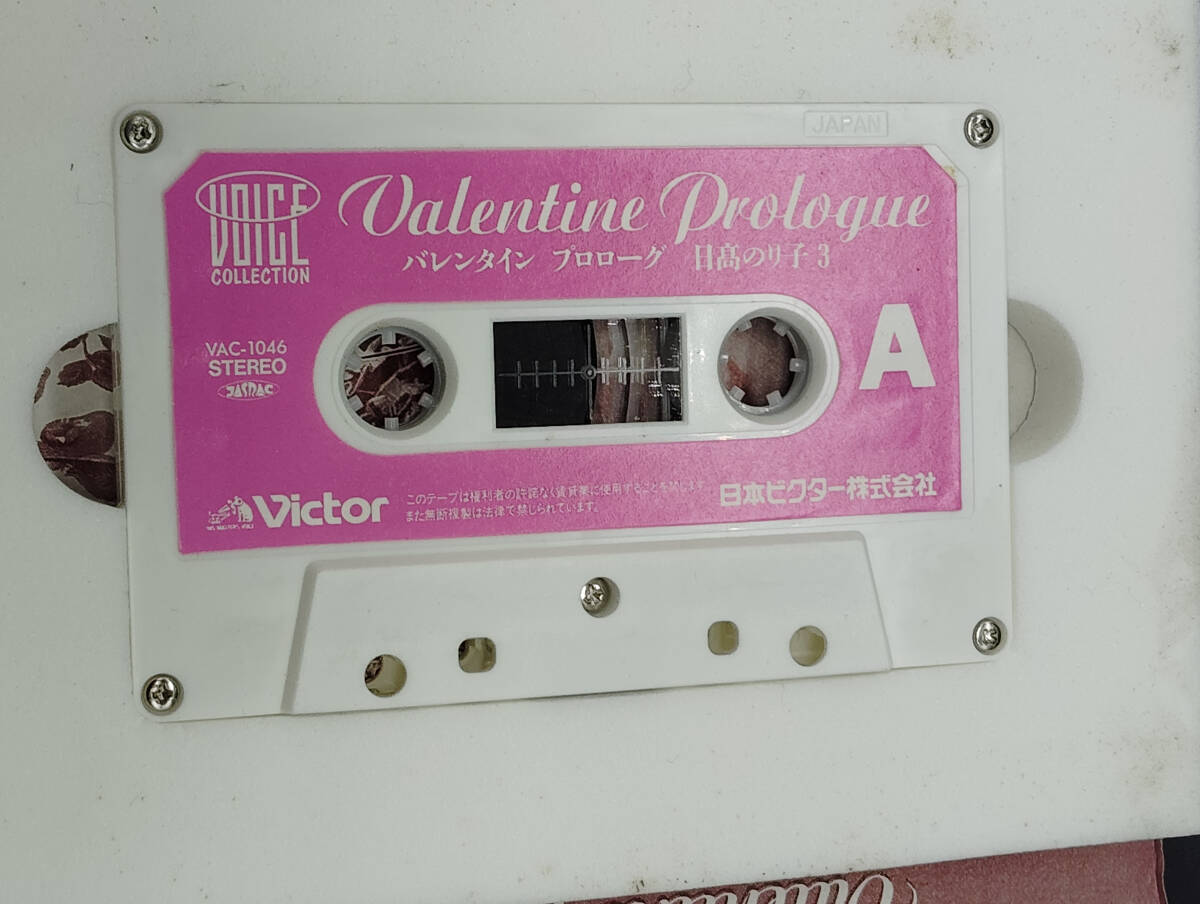 JAPAN
VOICE
COLLECTION
Valentine Prologue
バレンタイン プロローグ 日髙のり子 3
VAC-1046
STEREO
JASRAC
A
Victor
HIS MASTER'S VOICE
このテープは権利者の許諾なく賃貸業に使用することを禁じます
また無断複製は法律で禁じられています。
日本ビクター株式会社